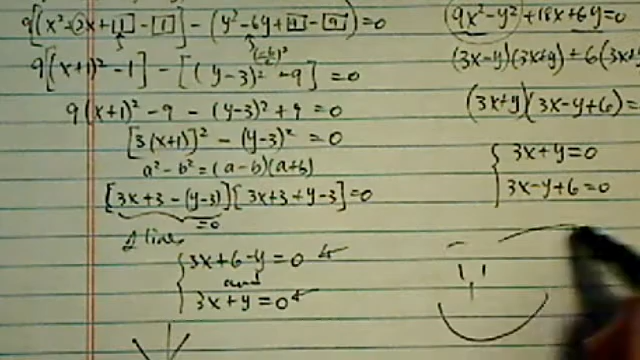 9[(x²+2x+1]-1]-(y²-6y+9-9)=0
9[(x+1)²-1]-[(y-3)²-9]=0
9(x+1)²-9-(y-3)²+9=0
[3(x+1)]²-(y-3)²=0
a²-b²=(a-b)(a+b)
[3x+3-(y-3)][3x+3+y-3]=0
=0
2 lines
3x+6-y=0
and
3x+y=0
(9x²-y²)+18x+6y=0
(3x-y)(3x+y)+6(3x+
(3x+y)(3x-y+6)=
3x+y=0
3x-y+6=0